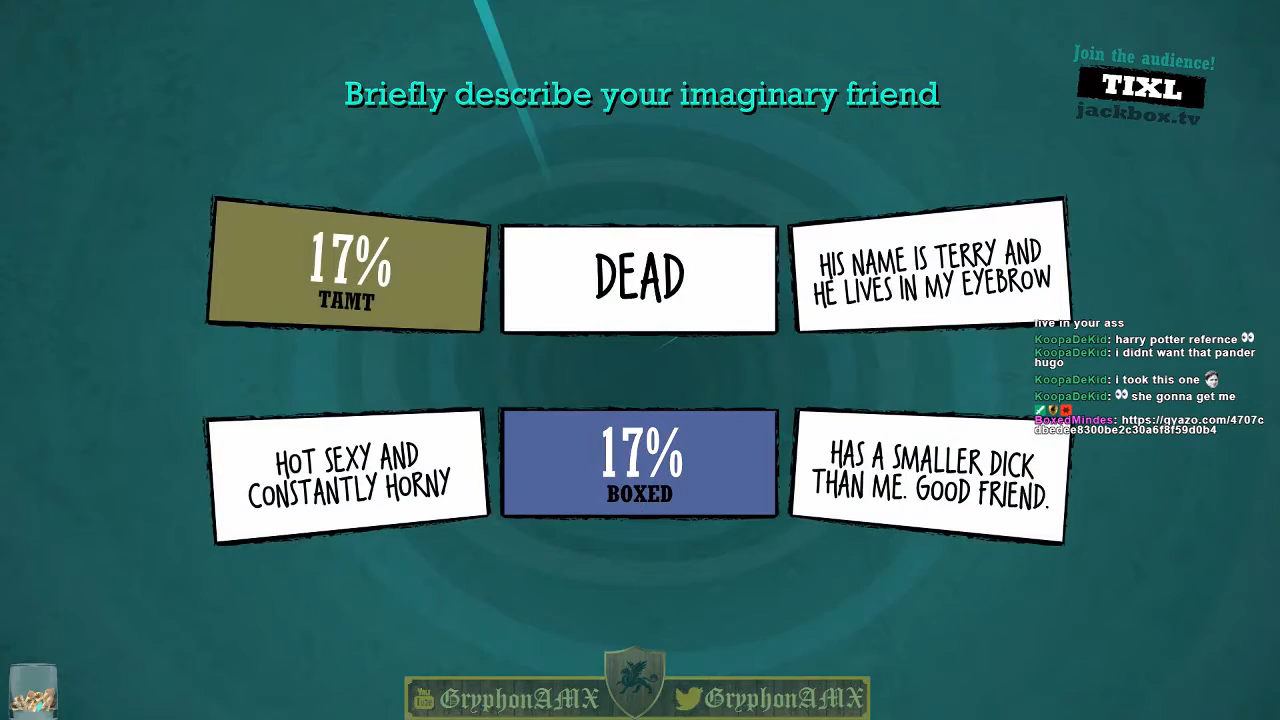 Briefly describe your imaginary friend
Join the audience!
TIXL
jackbox.tv
17%
TAMT
DEAD
HIS NAME IS TERRY AND
HE LIVES IN MY EYEBROW
live in your ass
KoopaDeKid: harry potter refernce
KoopaDeKid: i didnt want that pander
hugo
KoopaDeKid: i took this one
KoopaDeKid: she gonna get me
BoxedMindes: https://gyazo.com/4707c
dbedee8300be2c30a6f8f59d0b4
HOT SEXY AND
CONSTANTLY HORNY
17%
BOXED
HAS A SMALLER DICK
THAN ME. GOOD FRIEND.
You Tube GryphonAMX
GryphonAMX